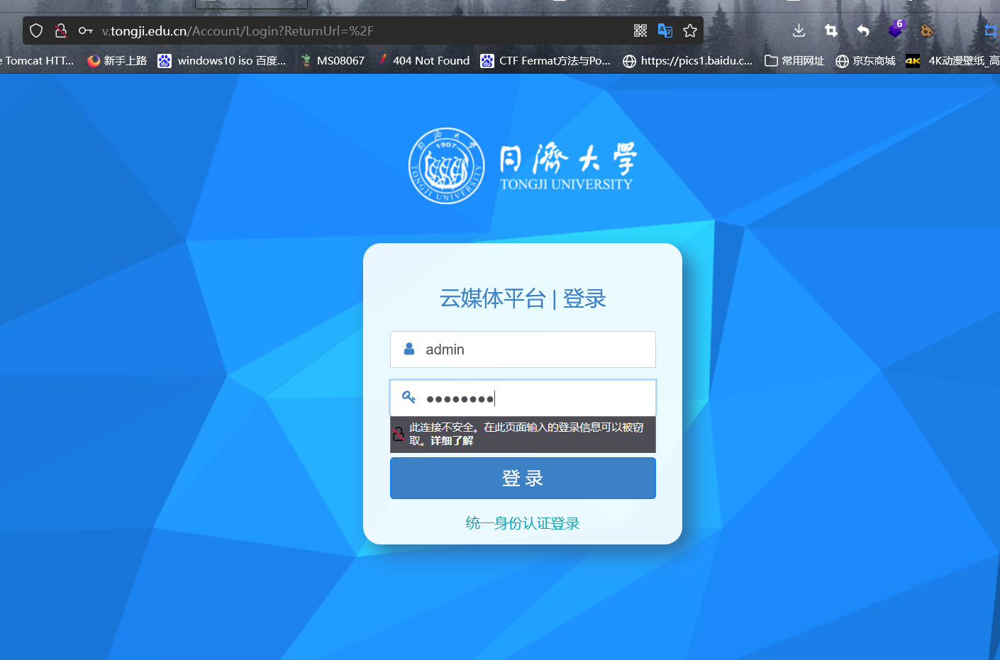 v.tongji.edu.cn/Account/Login?ReturnUrl=%2F
6
e Tomcat HTT...
新手上路
windows10 iso 百度...
MS08067
404 Not Found
CTF Fermat方法与Po...
https://pics1.baidu.c...
常用网址
京东商城
4K
4K动漫壁纸_高
1907
同濟大學
TONGJI UNIVERSITY
TONGJI UNIVERSITY
云媒体平台 | 登录
admin
此连接不安全。在此页面输入的登录信息可以被窃
取。详细了解
登 录
统一身份认证登录